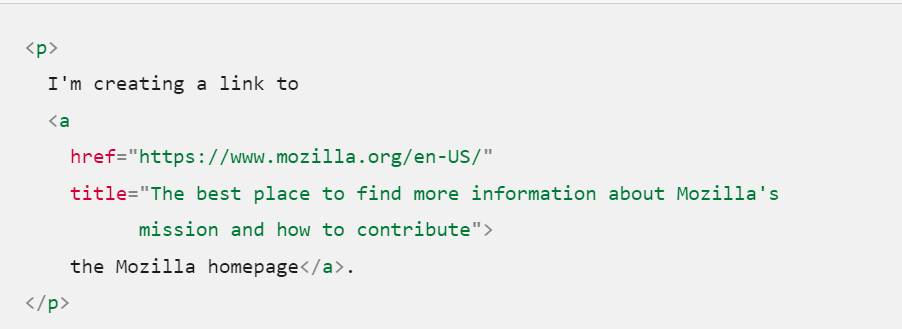 <p>
I'm creating a link to
<a
href="https://www.mozilla.org/en-US/"
title="The best place to find more information about Mozilla's
mission and how to contribute">
the Mozilla homepage</a>.
</p>